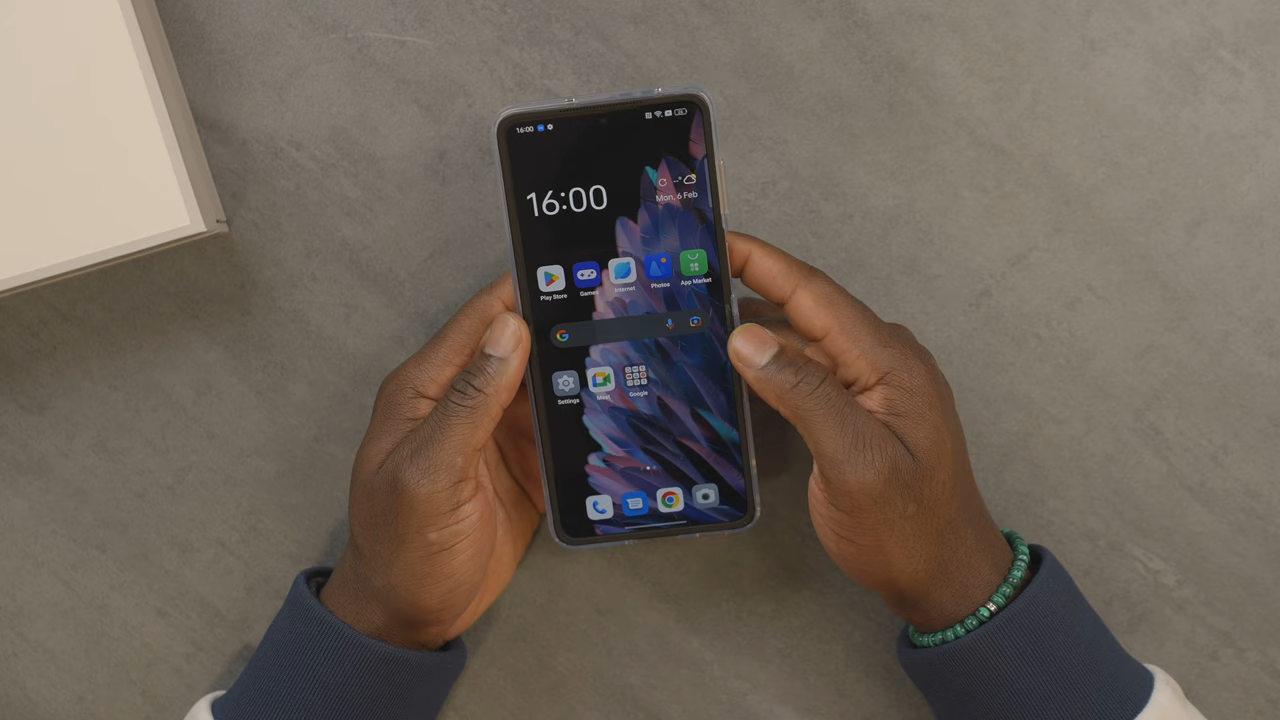 16:00
16:00
Mon, 6 Feb
Play Store
Games
Internet
Photos
App Market
Settings
Meet
Google